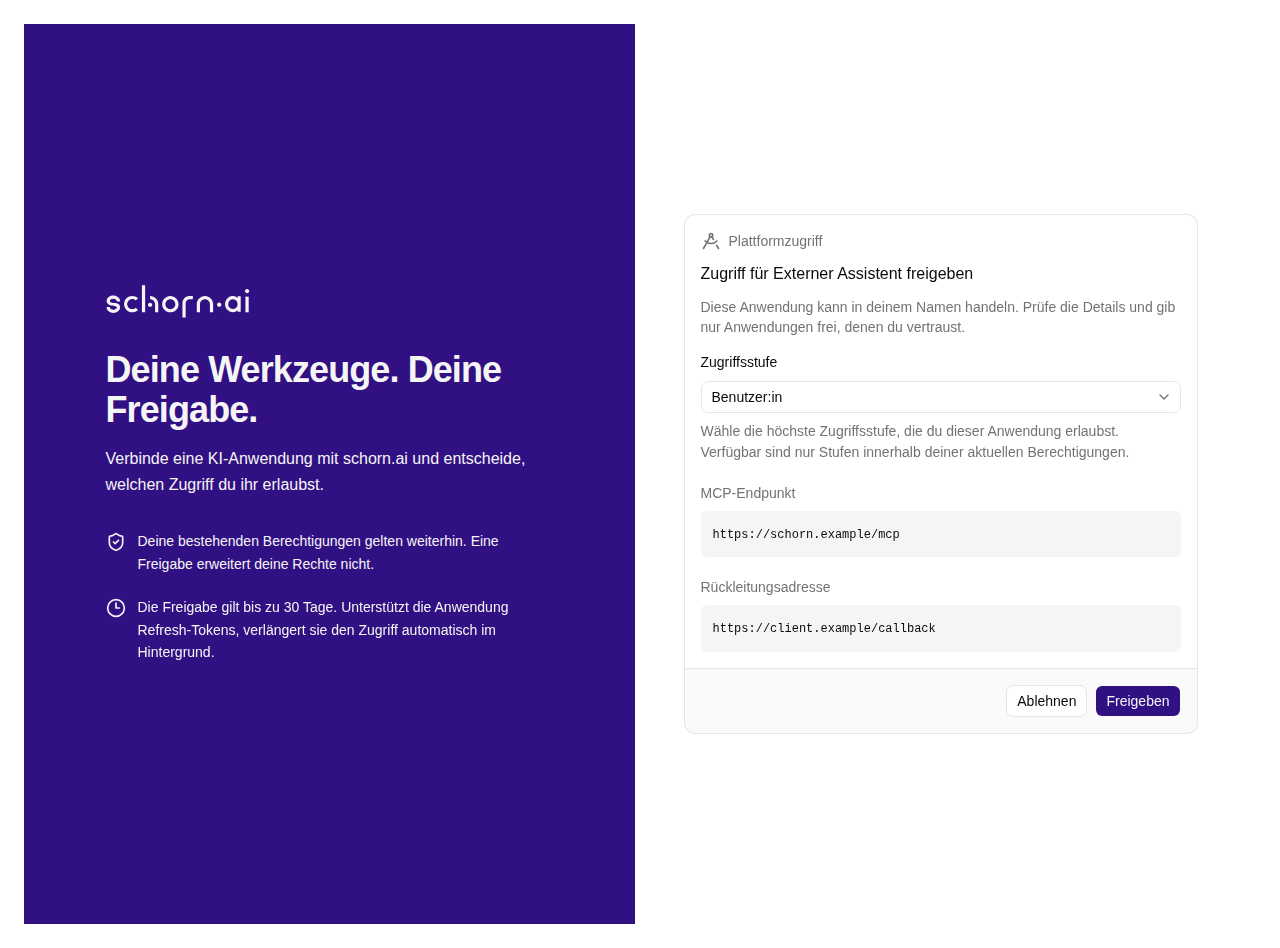 schorn.ai
Deine Werkzeuge. Deine
Freigabe.
Verbinde eine KI-Anwendung mit schorn.ai und entscheide,
welchen Zugriff du ihr erlaubst.
Deine bestehenden Berechtigungen gelten weiterhin. Eine
Freigabe erweitert deine Rechte nicht.
Die Freigabe gilt bis zu 30 Tage. Unterstützt die Anwendung
Refresh-Tokens, verlängert sie den Zugriff automatisch im
Hintergrund.
Plattformzugriff
Zugriff für Externer Assistent freigeben
Diese Anwendung kann in deinem Namen handeln. Prüfe die Details und gib
nur Anwendungen frei, denen du vertraust.
Zugriffsstufe
Benutzer:in
Wähle die höchste Zugriffsstufe, die du dieser Anwendung erlaubst.
Verfügbar sind nur Stufen innerhalb deiner aktuellen Berechtigungen.
MCP-Endpunkt
https://schorn.example/mcp
Rückleitungsadresse
https://client.example/callback
Ablehnen
Freigeben